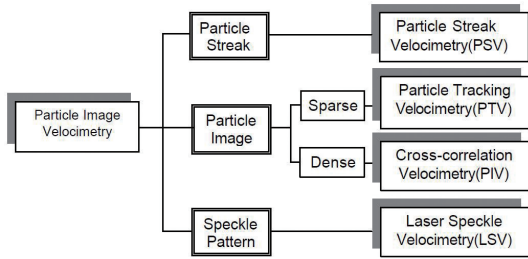 Particle Image
Velocimetry
Particle
Streak
Particle Streak
Velocimetry(PSV)
Particle
Image
Sparse
Particle Tracking
Velocimetry(PTV)
Dense
Cross-correlation
Velocimetry(PIV)
Speckle
Pattern
Laser Speckle
Velocimetry(LSV)